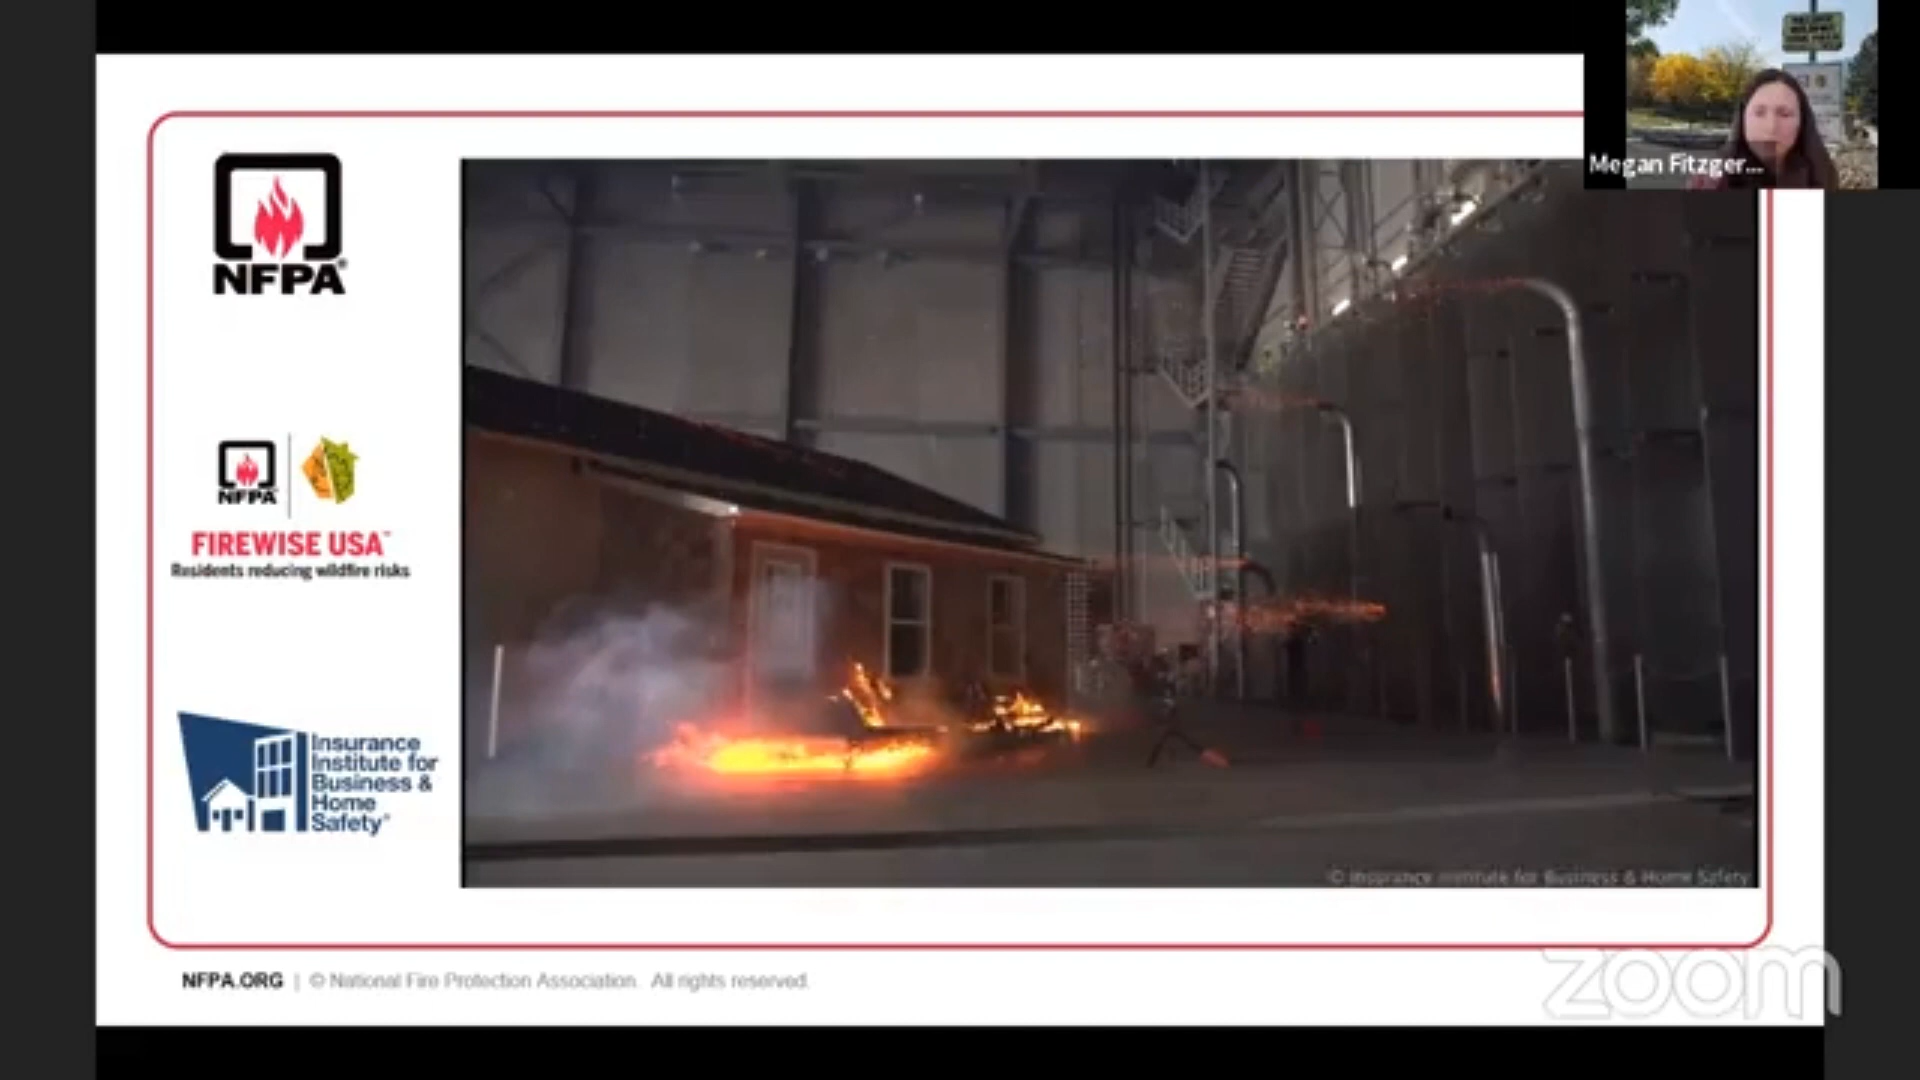 Megan Fitzger...
NFPA®
NFPA
FIREWISE USA™
Residents reducing wildfire risks
Insurance
Institute for
Business &
Home
Safety®
© Insurance Institute for Business & Home Safety
NFPA.ORG | © National Fire Protection Association. All rights reserved.
zoom